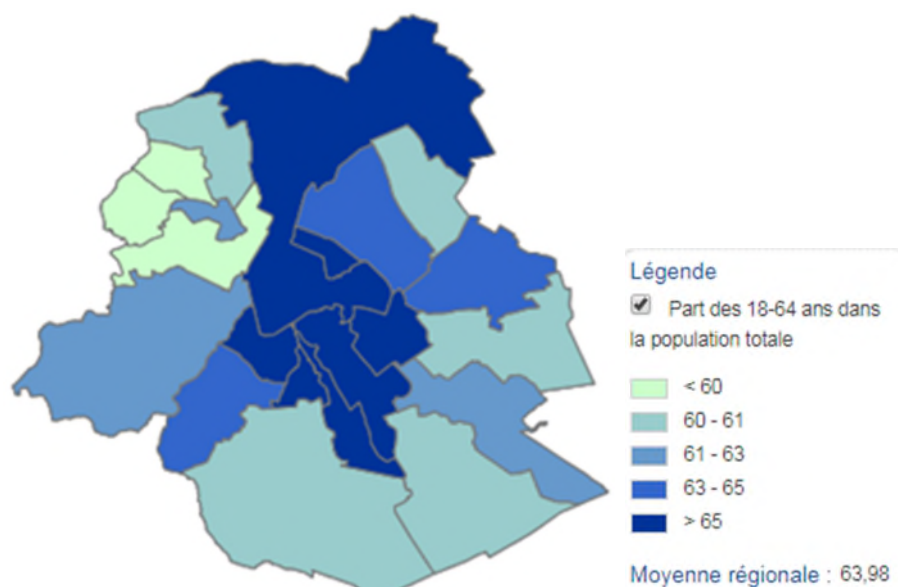 Légende
Part des 18-64 ans dans
la population totale
< 60
60 - 61
61 - 63
63 - 65
> 65
Moyenne régionale : 63,98